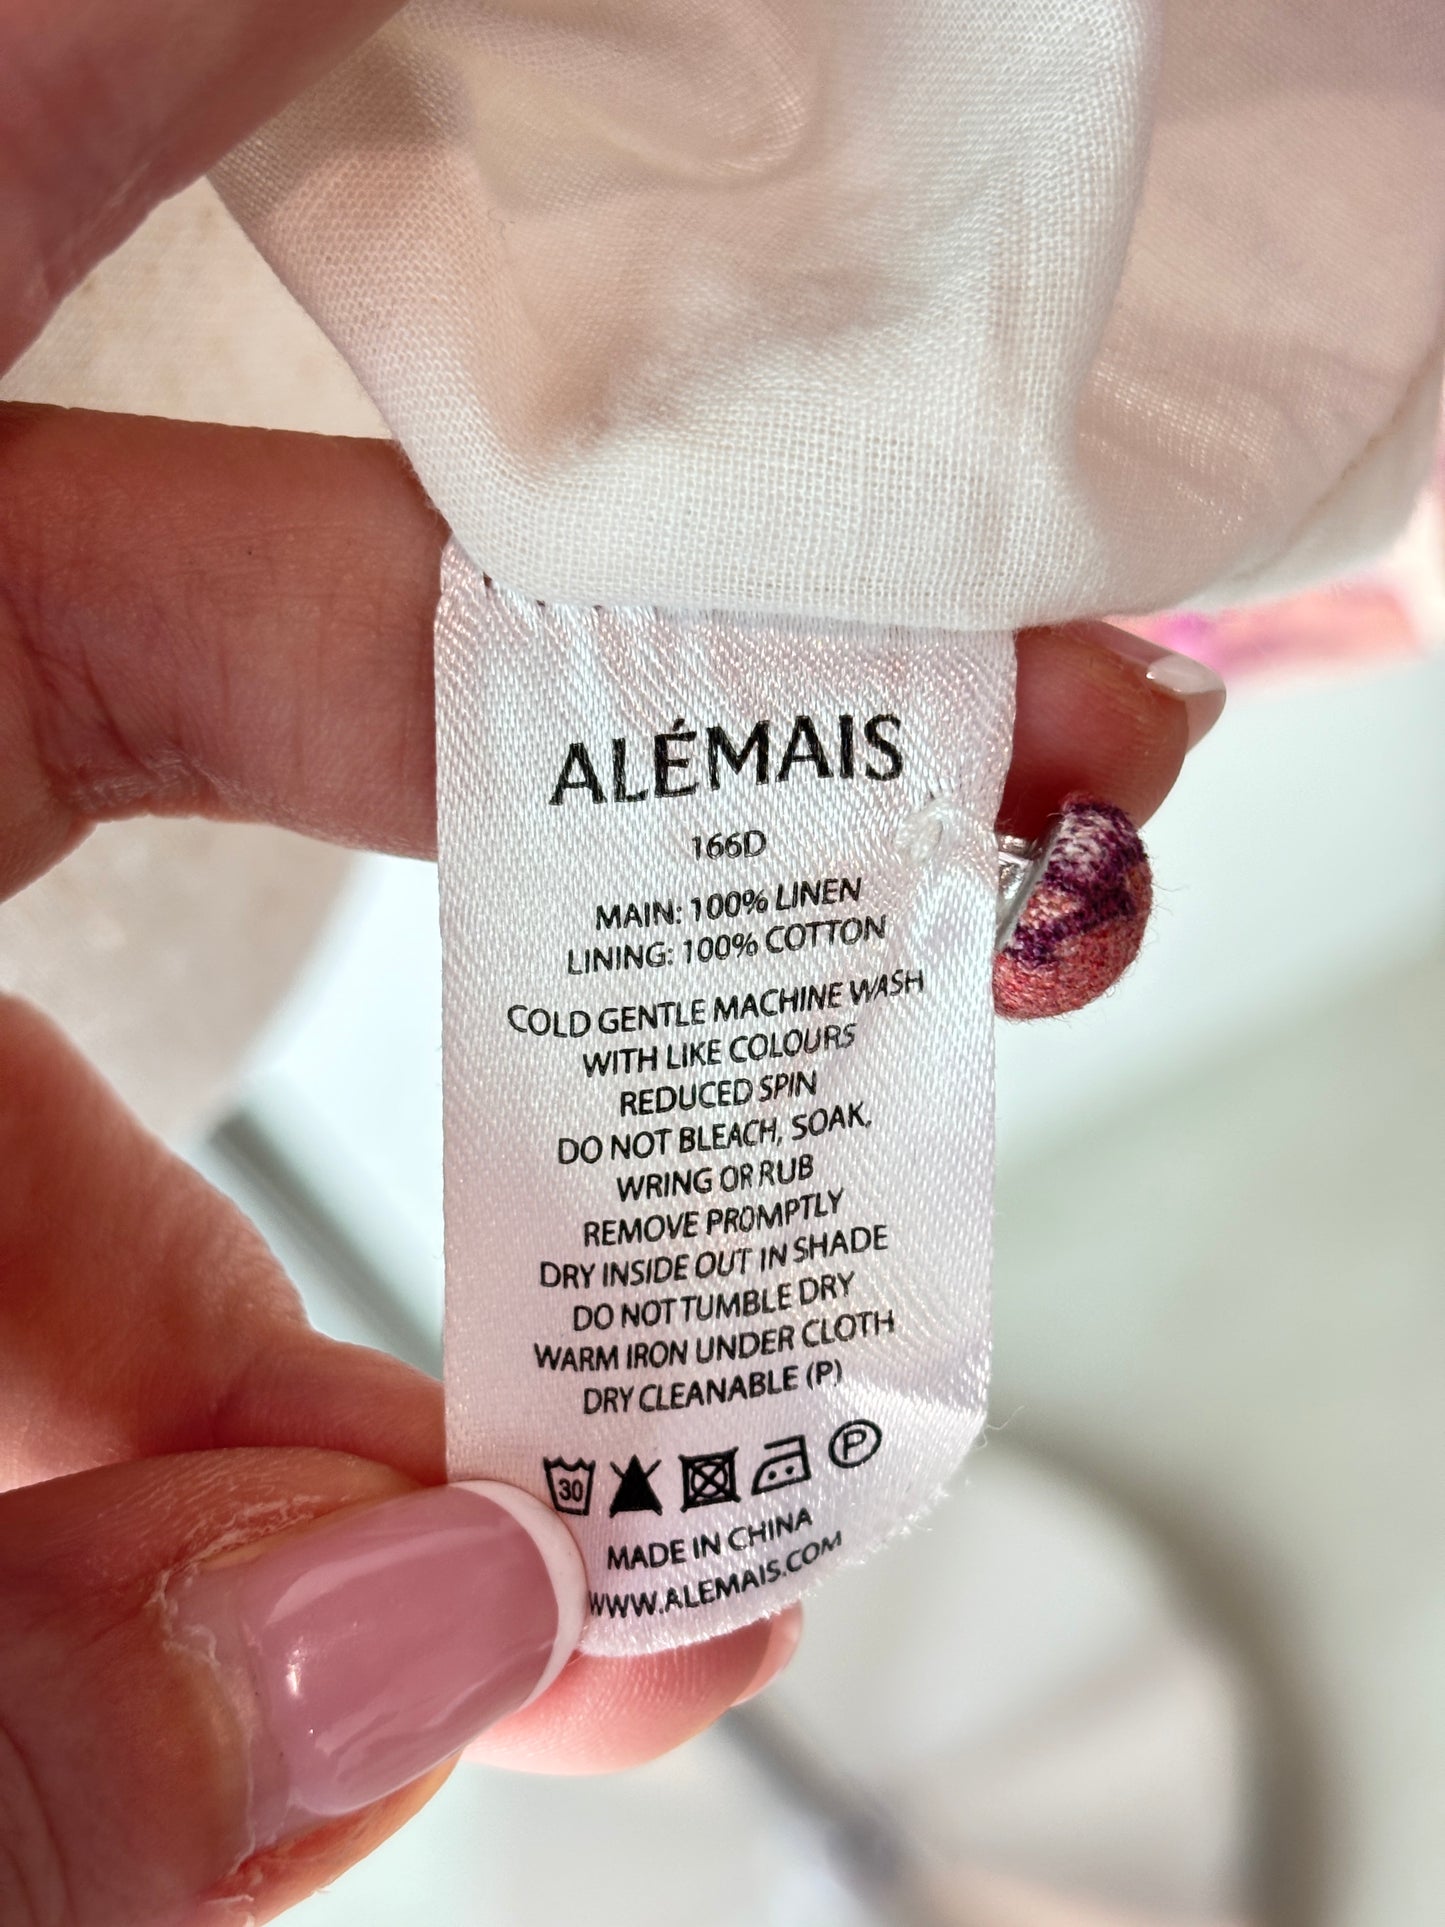 ALÉMAIS
166D
MAIN: 100% LINEN
LINING: 100% COTTON
COLD GENTLE MACHINE WASH
WITH LIKE COLOURS
REDUCED SPIN
DO NOT BLEACH, SOAK,
WRING OR RUB
REMOVE PROMPTLY
DRY INSIDE OUT IN SHADE
DO NOT TUMBLE DRY
WARM IRON UNDER CLOTH
DRY CLEANABLE (P)
30 P
MADE IN CHINA
WWW.ALEMAIS.COM